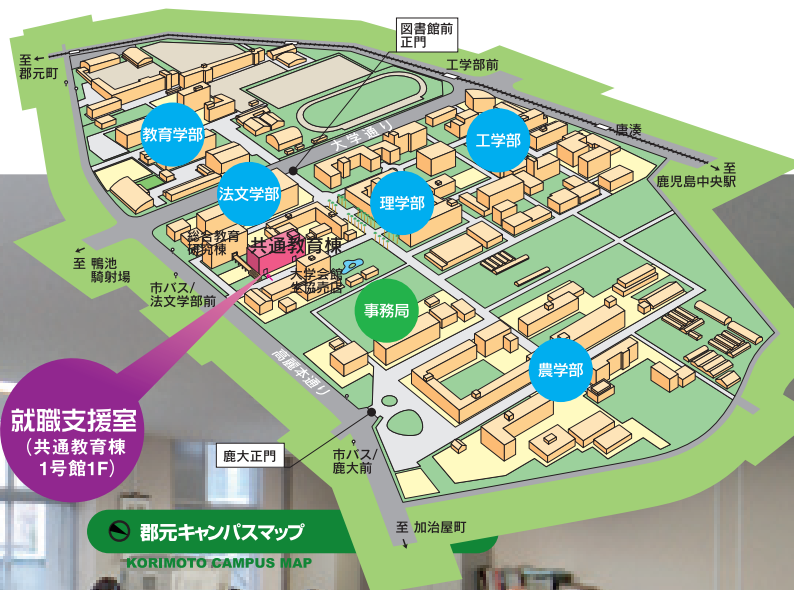 図書館前
正門
至
郡元町
工学部前
唐湊
至
鹿児島中央駅
教育学部
大学通り
工学部
法文学部
理学部
総合教育
研究棟
共通教育棟
大学会館
生協売店
至 鴨池
騎射場
市バス/
法文学部前
事務局
高麗本通り
農学部
就職支援室
(共通教育棟
1号館1F)
鹿大正門
市バス/
鹿大前
至 加治屋町
郡元キャンパスマップ
KORIMOTO CAMPUS MAP